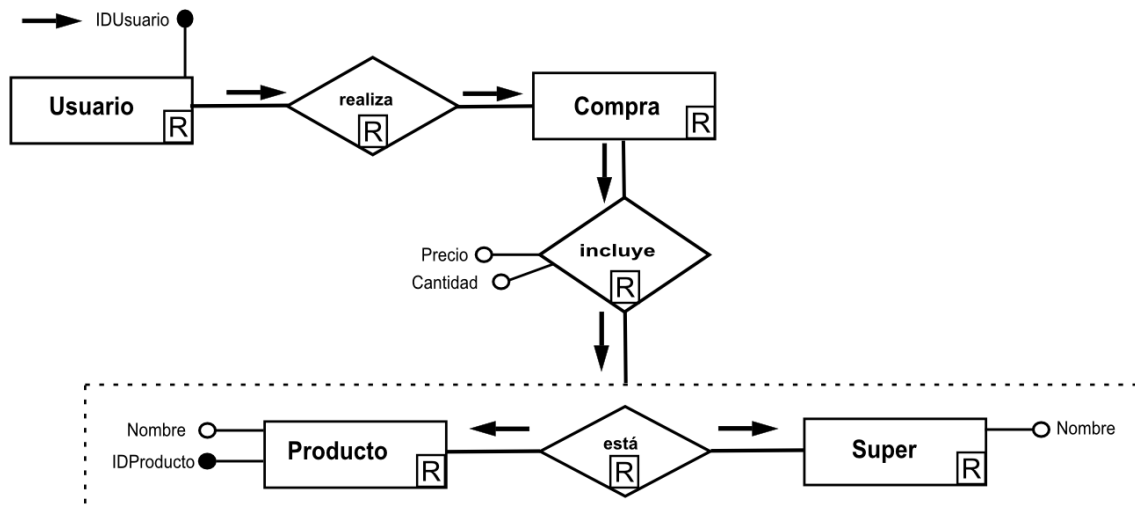 IDUsuario
Usuario
R
realiza
R
Compra
R
Precio
Cantidad
incluye
R
Nombre
IDProducto
Producto
R
está
R
Super
R
Nombre